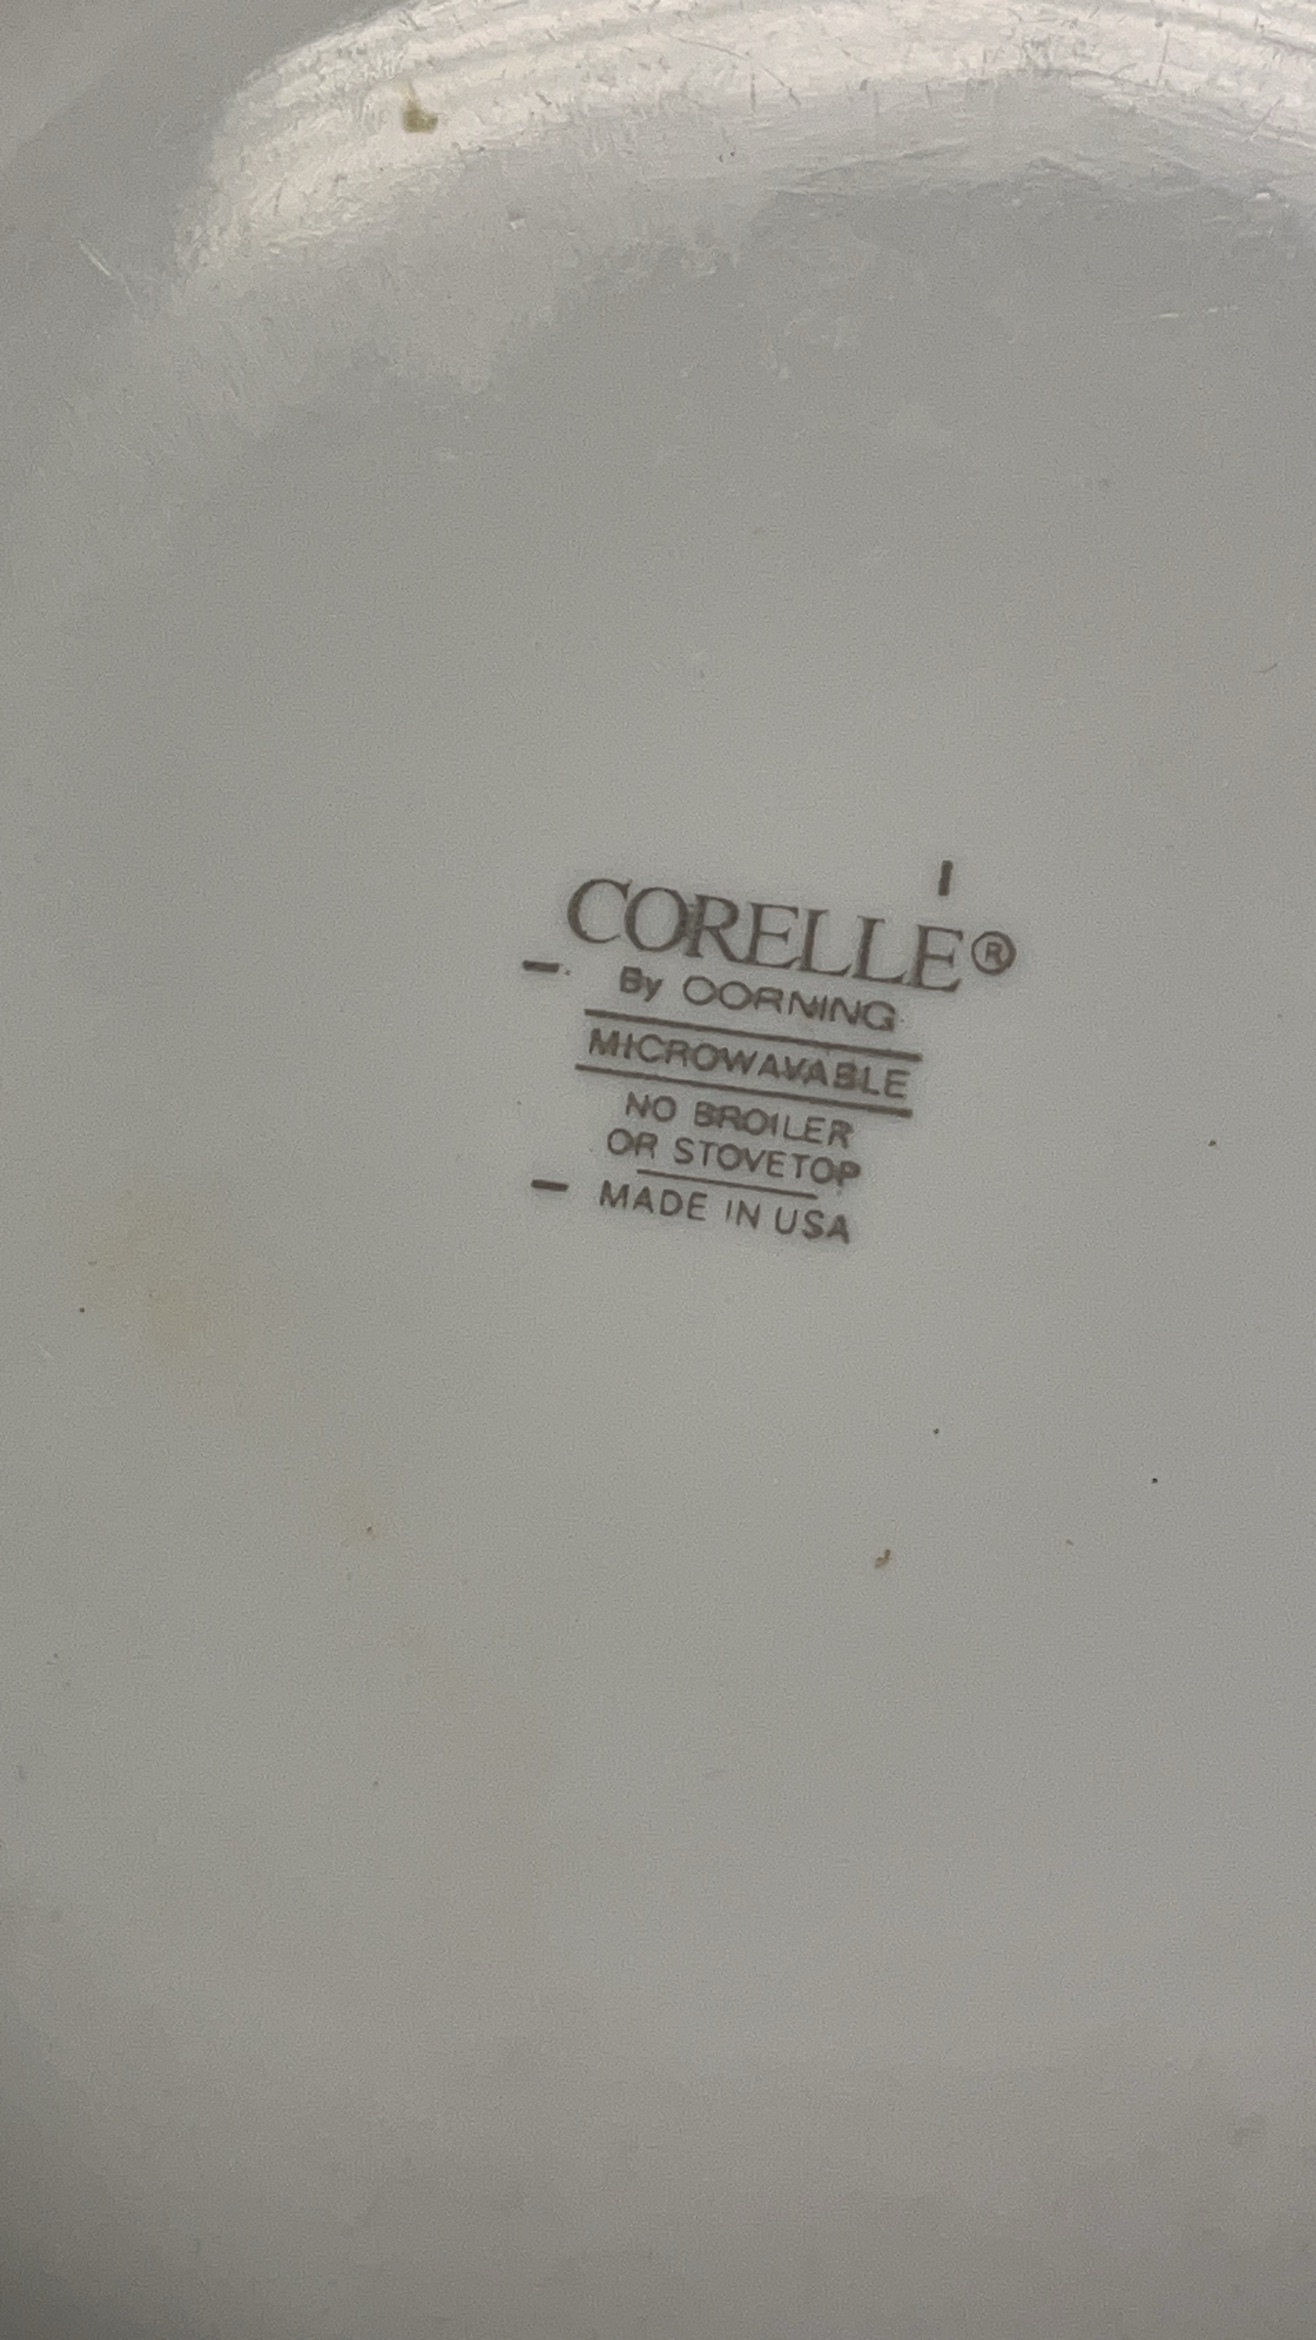 CORELLE®
By CORNING
MICROWAVABLE
NO BROILER
OR STOVETOP
MADE IN USA